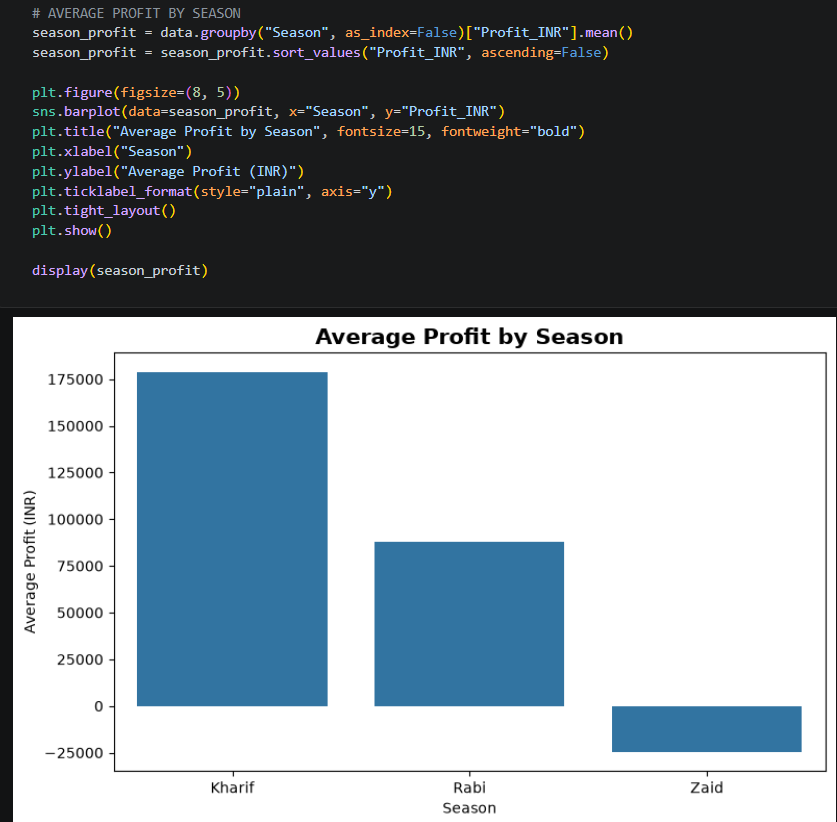 # AVERAGE PROFIT BY SEASON
season_profit = data.groupby("Season", as_index=False)["Profit_INR"].mean()
season_profit = season_profit.sort_values("Profit_INR", ascending=False)
plt.figure(figsize=(8, 5))
sns.barplot(data=season_profit, x="Season", y="Profit_INR")
plt.title("Average Profit by Season", fontsize=15, fontweight="bold")
plt.xlabel("Season")
plt.ylabel("Average Profit (INR)")
plt.ticklabel_format(style="plain", axis="y")
plt.tight_layout()
plt.show()
display(season_profit)
Average Profit by Season
Average Profit (INR)
175000
150000
125000
100000
75000
50000
25000
0
−25000
Kharif Rabi Zaid
Season